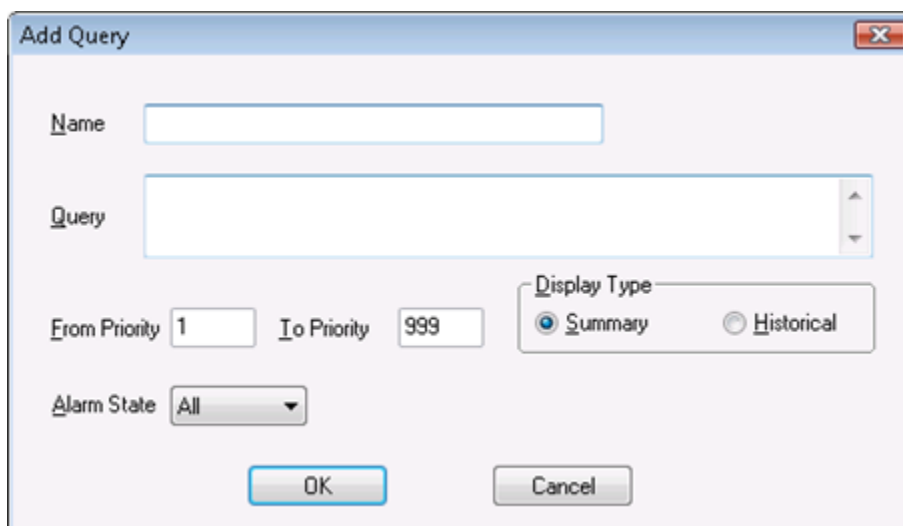 Add Query
Name
Query
Display Type
From Priority 1 To Priority 999 Summary Historical
Alarm State All
OK Cancel